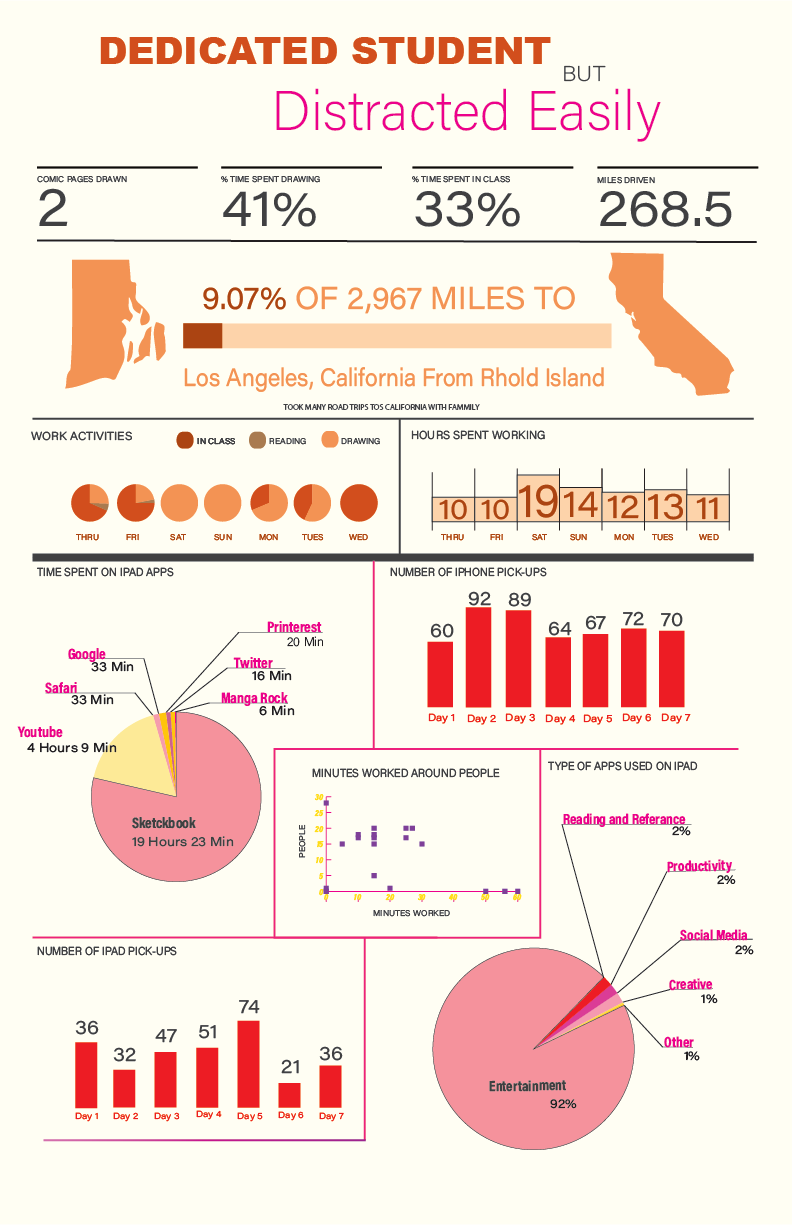 DEDICATED STUDENT
BUT
Distracted Easily
COMIC PAGES DRAWN
2
% TIME SPENT DRAWING
41%
% TIME SPENT IN CLASS
33%
MILES DRIVEN
268.5
9.07% OF 2,967 MILES TO
Los Angeles, California From Rhold Island
TOOK MANY ROAD TRIPS TOS CALIFORNIA WITH FAMMILY
WORK ACTIVITIES
IN CLASS
READING
DRAWING
THRU FRI SAT SUN MON TUES WED
HOURS SPENT WORKING
10 10 19 14 12 13 11
THRU FRI SAT SUN MON TUES WED
TIME SPENT ON IPAD APPS
Printerest
20 Min
Google
33 Min
Twitter
16 Min
Safari
33 Min
Manga Rock
6 Min
Youtube
4 Hours 9 Min
Sketckbook
19 Hours 23 Min
NUMBER OF IPHONE PICK-UPS
60 92 89 64 67 72 70
Day 1 Day 2 Day 3 Day 4 Day 5 Day 6 Day 7
MINUTES WORKED AROUND PEOPLE
PEOPLE
30
25
20
15
10
5
0
0 10 20 30 40 50 60
MINUTES WORKED
TYPE OF APPS USED ON IPAD
Reading and Referance
2%
Productivity
2%
Social Media
2%
Creative
1%
Other
1%
Entertainment
92%
NUMBER OF IPAD PICK-UPS
36 32 47 51 74 21 36
Day 1 Day 2 Day 3 Day 4 Day 5 Day 6 Day 7